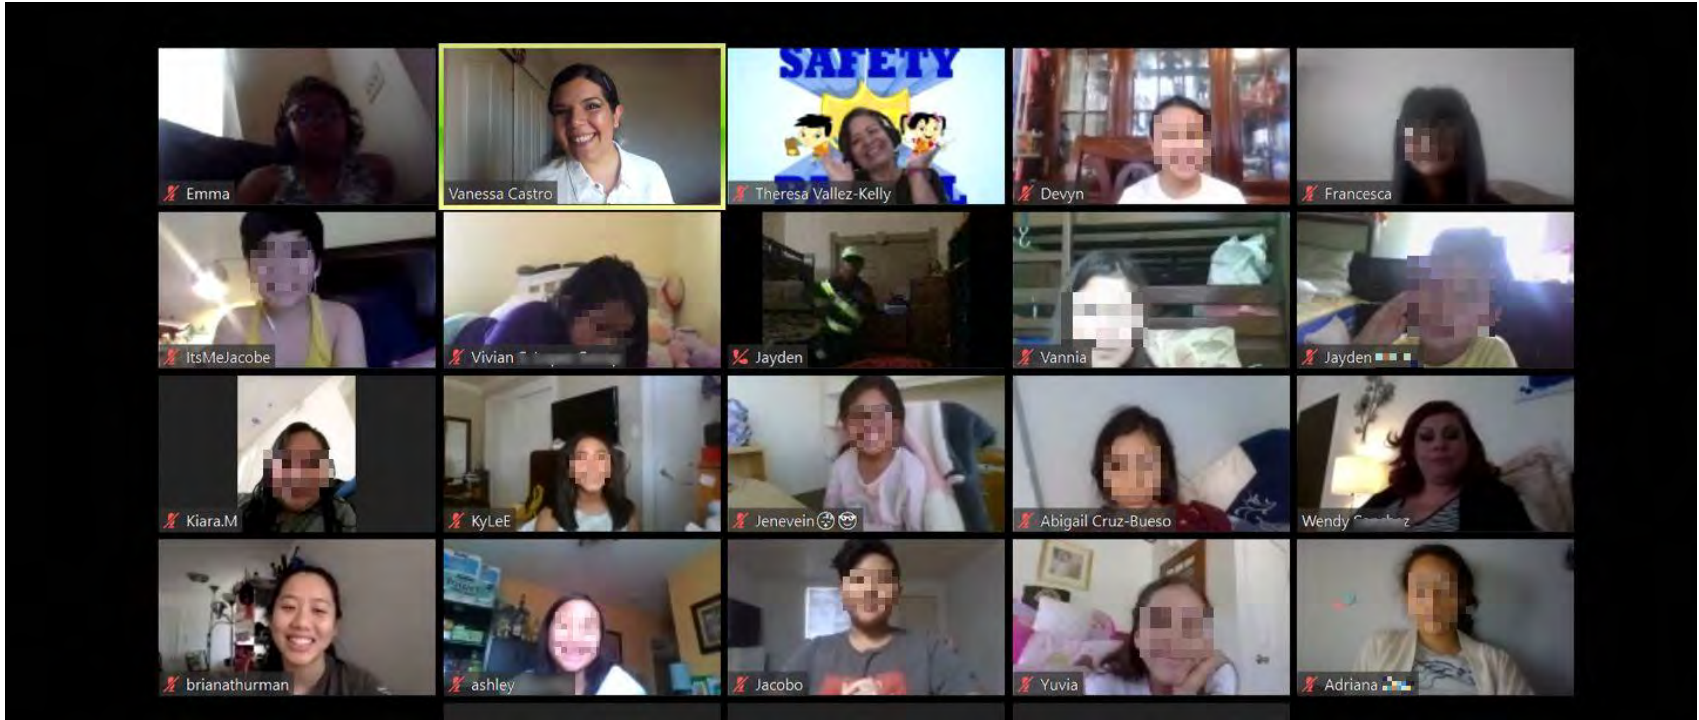 SAFETY
Emma
Vanessa Castro
Theresa Vallez-Kelly
Devyn
Francesca
ItsMeJacobe
Vivian
Jayden
Vannia
Jayden
Kiara.M
KyLeE
Jenevein
Abigail Cruz-Bueso
Wendy
brianathurman
ashley
Jacobo
Yuvia
Adriana